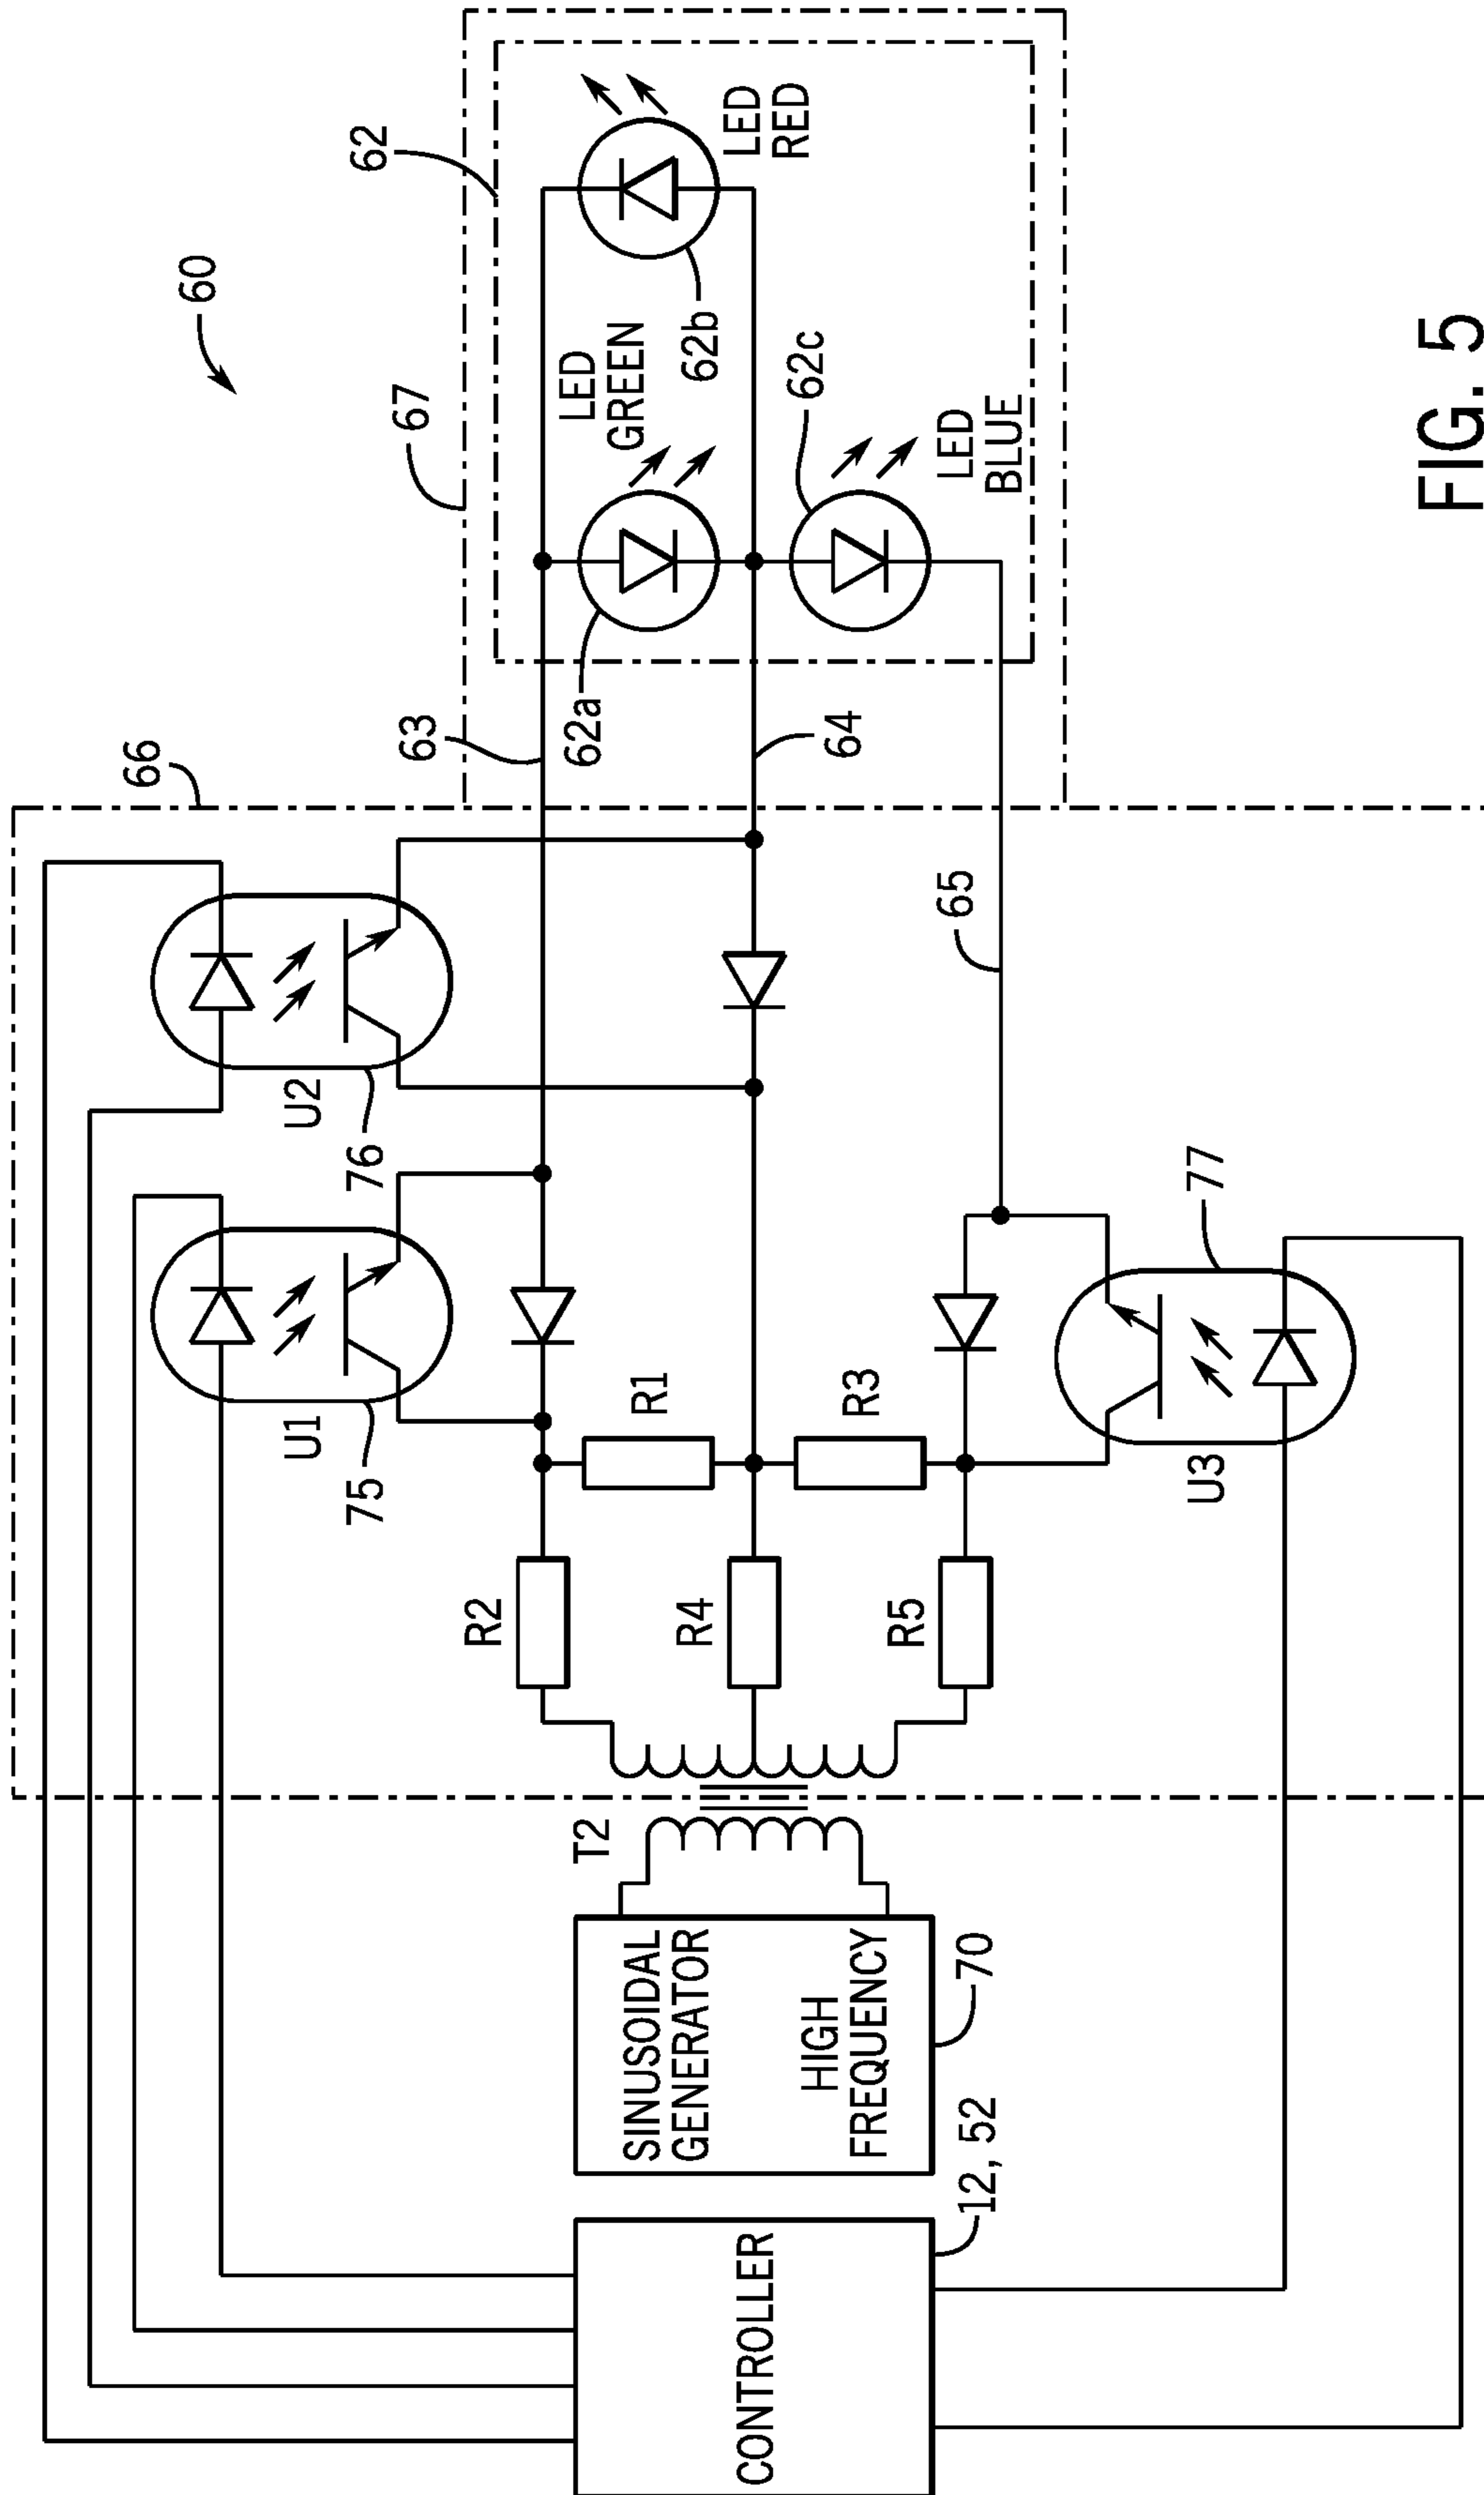 60
62
67
66
63
64
65
LED
RED
62b
LED
GREEN
62a
62c
LED
BLUE
U2
76
U1
75
77
U3
R1
R3
R2
R4
R5
T2
SINUSOIDAL
GENERATOR
HIGH
FREQUENCY
70
CONTROLLER
12, 52
FIG. 5